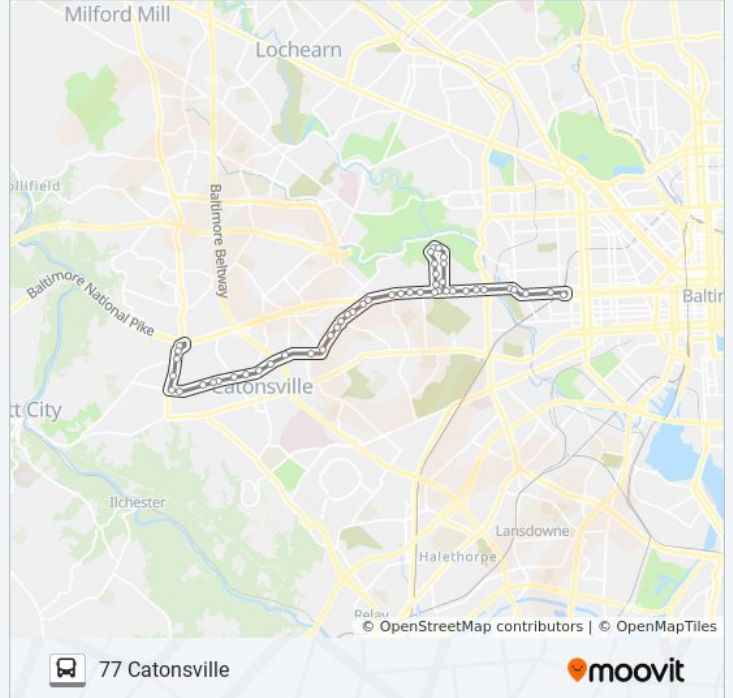 Milford Mill
Lochearn
ollifield
Baltimore Beltway
Baltimore National Pike
Baltir
Catonsville
tt City
Ilchester
Lansdowne
Halethorpe
Relay
© OpenStreetMap contributors | © OpenMapTiles
77 Catonsville
moovit